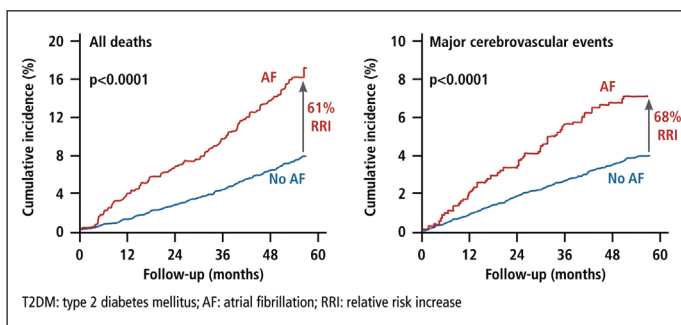 All deaths
p<0.0001
Cumulative incidence (%)
20
16
12
8
4
0
AF
61%
RRI
No AF
0 12 24 36 48 60
Follow-up (months)
Major cerebrovascular events
p<0.0001
Cumulative incidence (%)
10
8
6
4
2
0
AF
68%
RRI
No AF
0 12 24 36 48 60
Follow-up (months)
T2DM: type 2 diabetes mellitus; AF: atrial fibrillation; RRI: relative risk increase